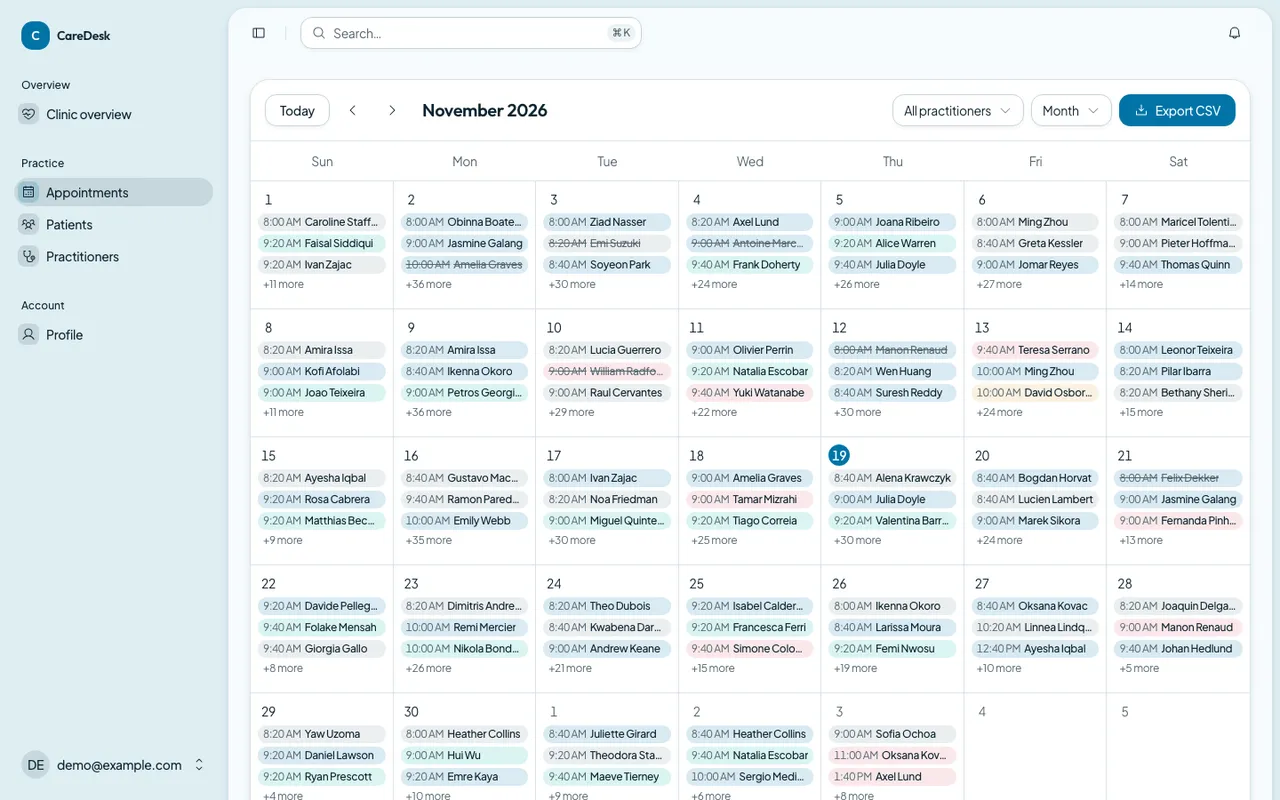 C CareDesk
Overview
Clinic overview
Practice
Appointments
Patients
Practitioners
Account
Profile
DE demo@example.com
Search... ⌘K
Today November 2026 All practitioners Month Export CSV
Sun Mon Tue Wed Thu Fri Sat
1 2 3 4 5 6 7
8:00 AM Caroline Staff... 8:00 AM Obinna Boate... 8:00 AM Ziad Nasser 8:20 AM Axel Lund 9:00 AM Joana Ribeiro 8:00 AM Ming Zhou 8:00 AM Maricel Tolenti...
9:20 AM Faisal Siddiqui 9:00 AM Jasmine Galang 8:20 AM Emi Suzuki 9:00 AM Antoine Marc... 9:20 AM Alice Warren 8:40 AM Greta Kessler 9:00 AM Pieter Hoffma...
9:20 AM Ivan Zajac 10:00 AM Amelia Graves 8:40 AM Soyeon Park 9:40 AM Frank Doherty 9:40 AM Julia Doyle 9:00 AM Jomar Reyes 9:40 AM Thomas Quinn
+11 more +36 more +30 more +24 more +26 more +27 more +14 more
8 9 10 11 12 13 14
8:20 AM Amira Issa 8:20 AM Amira Issa 8:20 AM Lucia Guerrero 9:00 AM Olivier Perrin 8:00 AM Manon Renaud 9:40 AM Teresa Serrano 8:00 AM Leonor Teixeira
9:00 AM Kofi Afolabi 8:40 AM Ikenna Okoro 9:00 AM William Radfo... 9:20 AM Natalia Escobar 8:20 AM Wen Huang 10:00 AM Ming Zhou 8:20 AM Pilar Ibarra
9:00 AM Joao Teixeira 9:00 AM Petros Georgi... 9:00 AM Raul Cervantes 9:40 AM Yuki Watanabe 8:40 AM Suresh Reddy 10:00 AM David Osbor... 8:20 AM Bethany Sheri...
+11 more +36 more +29 more +22 more +30 more +24 more +15 more
15 16 17 18 19 20 21
8:20 AM Ayesha Iqbal 8:40 AM Gustavo Mac... 8:00 AM Ivan Zajac 9:00 AM Amelia Graves 8:40 AM Alena Krawczyk 8:40 AM Bogdan Horvat 8:00 AM Felix Dekker
9:20 AM Rosa Cabrera 9:40 AM Ramon Pared... 8:20 AM Noa Friedman 9:00 AM Tamar Mizrahi 9:00 AM Julia Doyle 8:40 AM Lucien Lambert 9:00 AM Jasmine Galang
9:20 AM Matthias Bec... 10:00 AM Emily Webb 9:00 AM Miguel Quinte... 9:20 AM Tiago Correia 9:20 AM Valentina Barr... 9:00 AM Marek Sikora 9:00 AM Fernanda Pinh...
+9 more +35 more +30 more +25 more +30 more +24 more +13 more
22 23 24 25 26 27 28
9:20 AM Davide Pelleg... 8:20 AM Dimitris Andre... 8:20 AM Theo Dubois 9:20 AM Isabel Calder... 8:00 AM Ikenna Okoro 8:40 AM Oksana Kovac 8:20 AM Joaquin Delga...
9:40 AM Folake Mensah 10:00 AM Remi Mercier 8:40 AM Kwabena Dar... 9:20 AM Francesca Ferri 8:40 AM Larissa Moura 10:20 AM Linnea Lindq... 9:00 AM Manon Renaud
9:40 AM Giorgia Gallo 10:00 AM Nikola Bond... 9:00 AM Andrew Keane 9:40 AM Simone Colo... 9:20 AM Femi Nwosu 12:40 PM Ayesha Iqbal 9:40 AM Johan Hedlund
+8 more +26 more +21 more +15 more +19 more +10 more +5 more
29 30 1 2 3 4 5
8:20 AM Yaw Uzoma 8:00 AM Heather Collins 8:40 AM Juliette Girard 8:40 AM Heather Collins 9:00 AM Sofia Ochoa
9:20 AM Daniel Lawson 9:00 AM Hui Wu 9:20 AM Theodora Sta... 9:40 AM Natalia Escobar 11:00 AM Oksana Kov...
9:20 AM Ryan Prescott 9:20 AM Emre Kaya 9:40 AM Maeve Tierney 10:00 AM Sergio Medi... 1:40 PM Axel Lund
+4 more +10 more +9 more +6 more +8 more